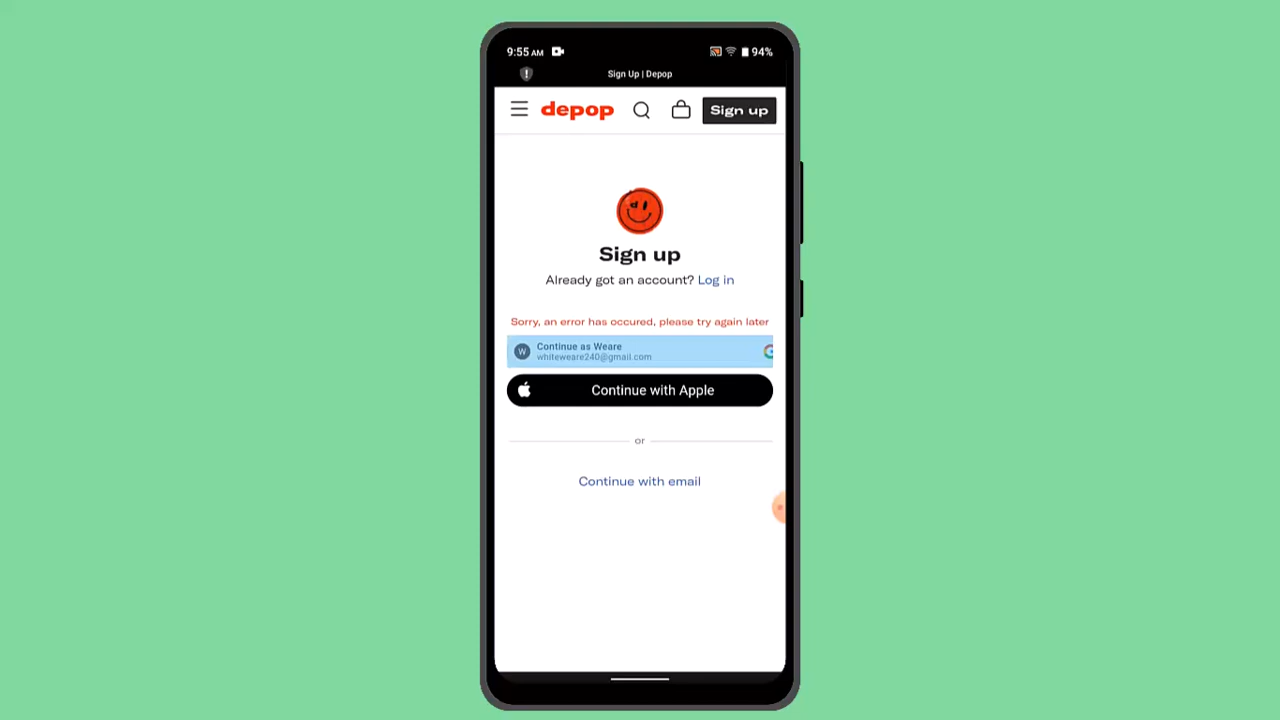 9:55 AM 94%
Sign Up | Depop
depop Sign up
Sign up
Already got an account? Log in
Sorry, an error has occured, please try again later
W Continue as Weare
whiteweare240@gmail.com
Continue with Apple
or
Continue with email